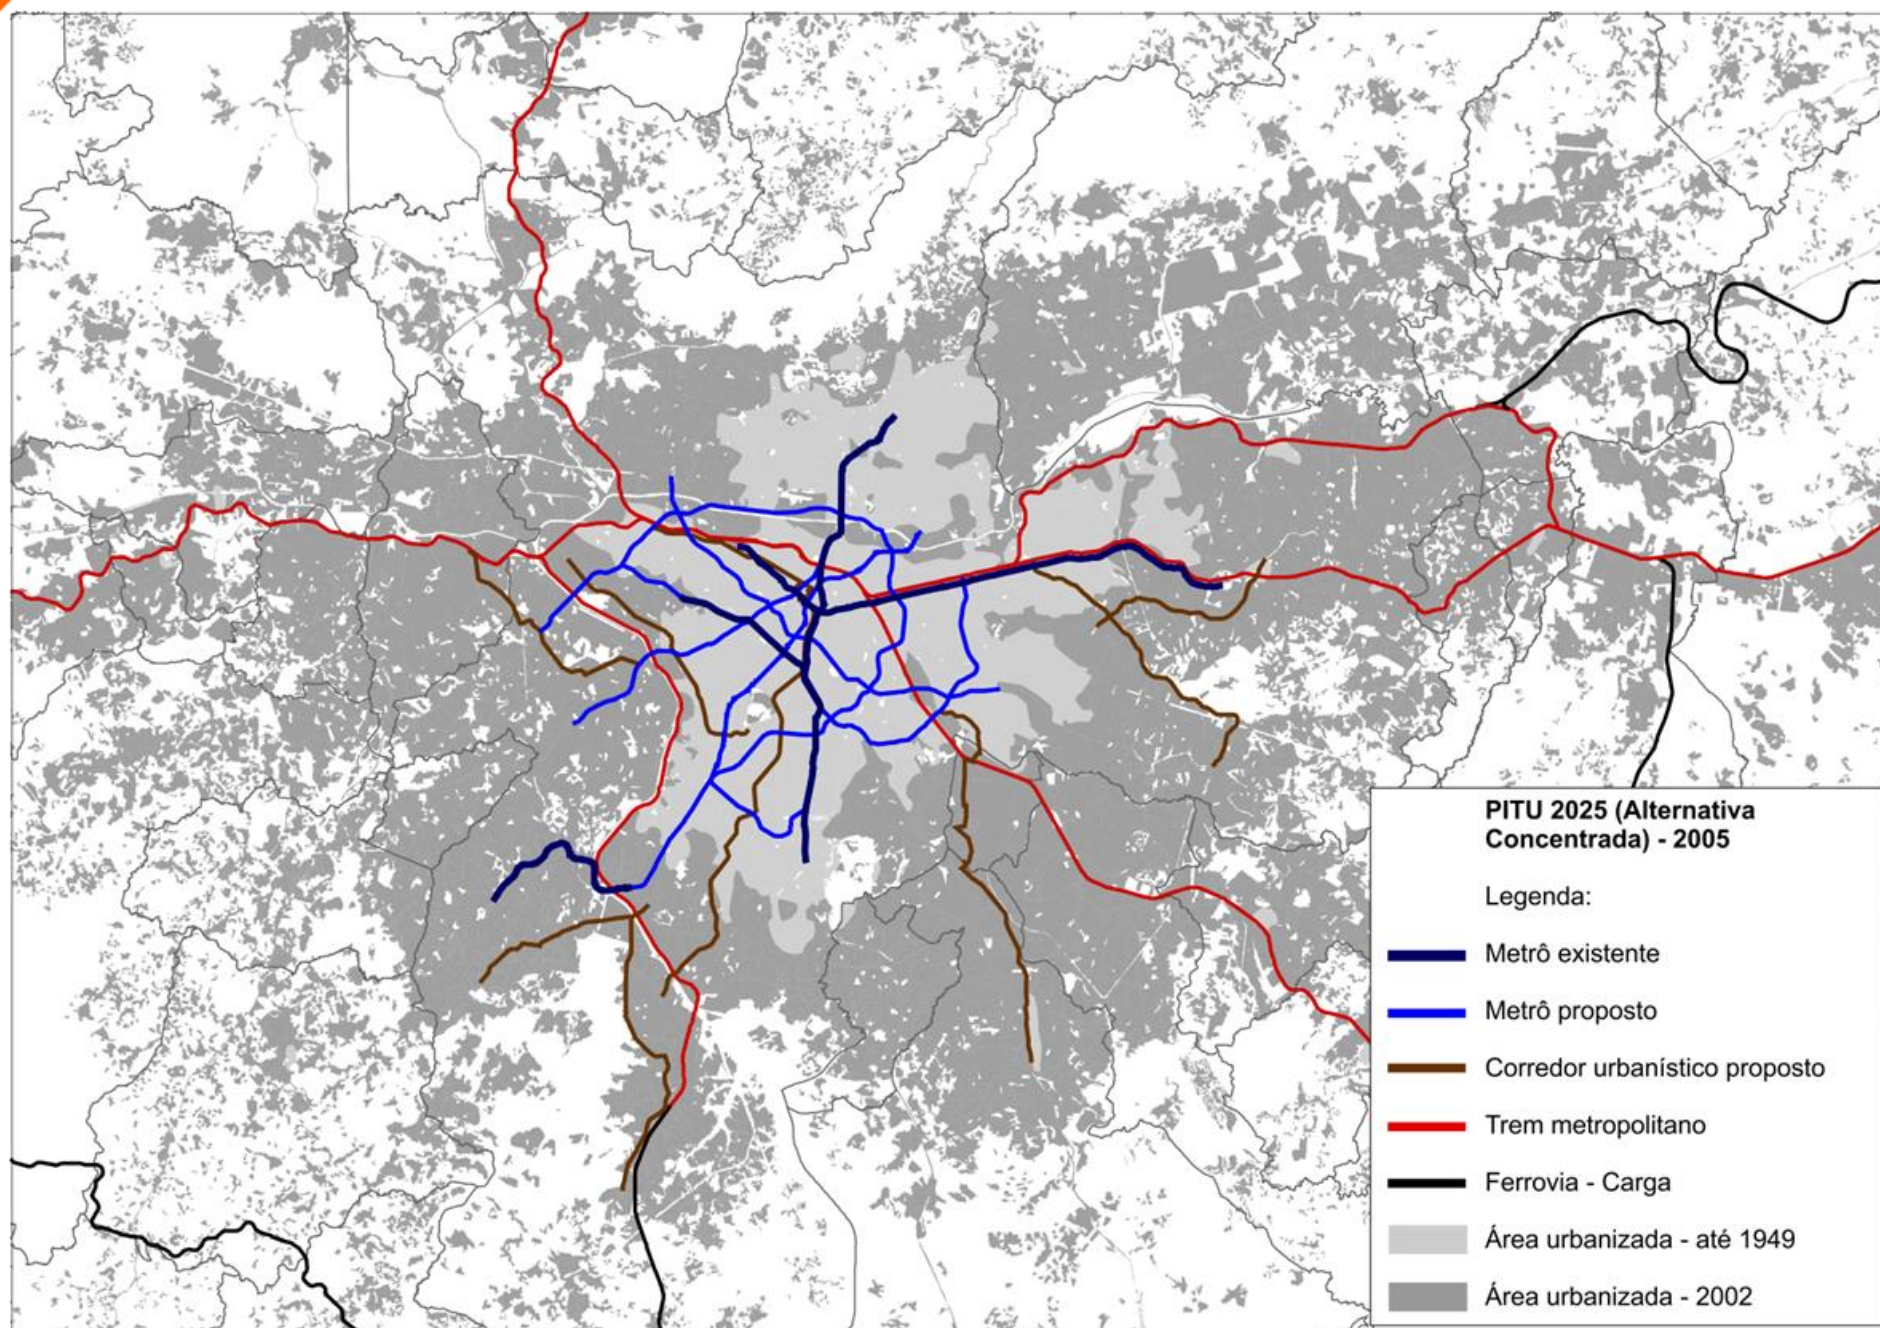 PITU 2025 (Alternativa
Concentrada) - 2005
Legenda:
Metrô existente
Metrô proposto
Corredor urbanístico proposto
Trem metropolitano
Ferrovia - Carga
Área urbanizada - até 1949
Área urbanizada - 2002